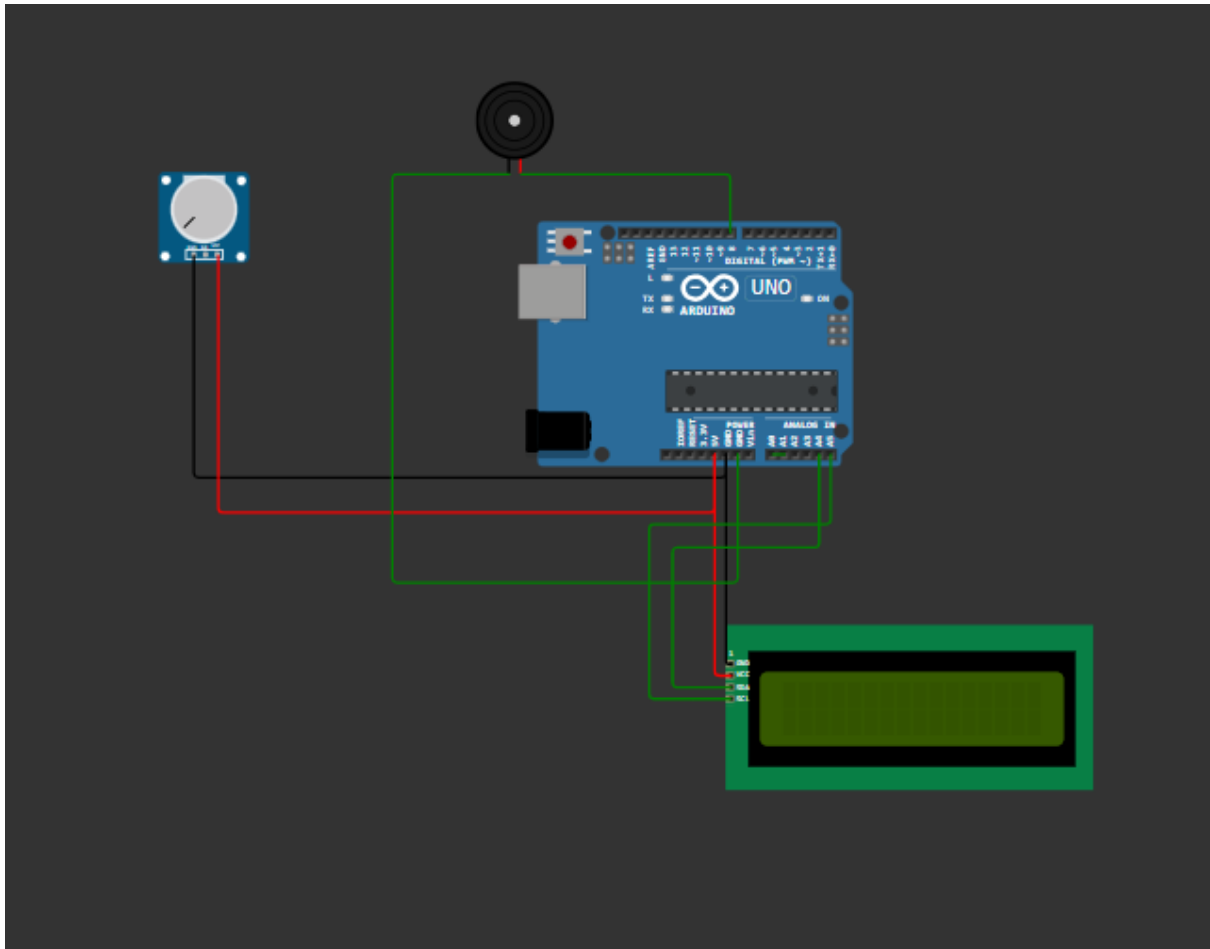 AREF
GND
13
12
~11
~10
~9
8
7
~6
~5
4
~3
2
TX→1
RX←0
DIGITAL (PWM ~)
L
TX
RX
UNO
ON
ARDUINO
POWER
ANALOG IN
IOREF
RESET
3.3V
5V
GND
GND
Vin
A0
A1
A2
A3
A4
A5
GND
VCC
SDA
SCL